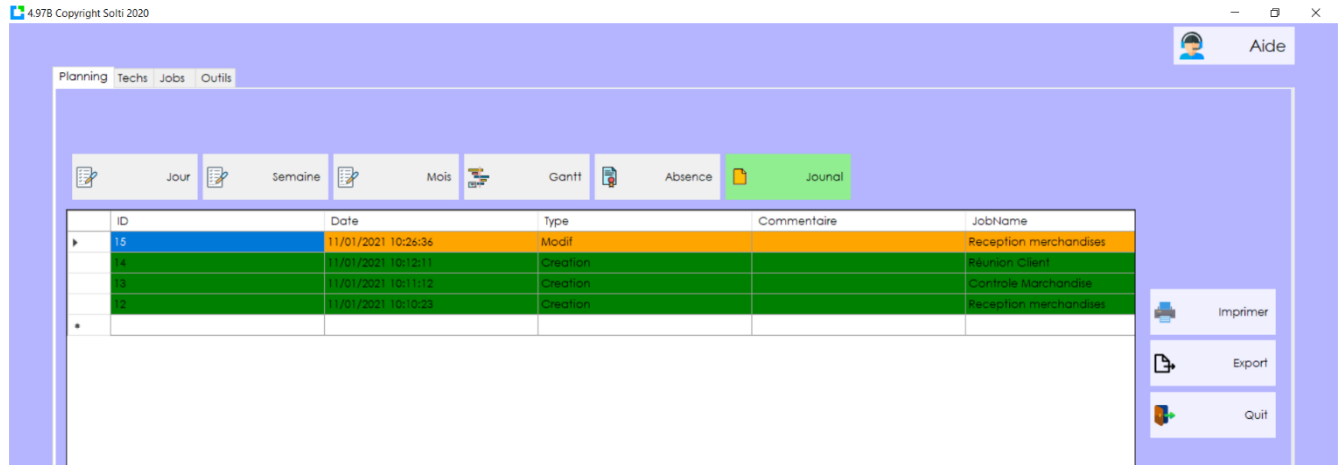 4.97B Copyright Solti 2020
Aide
Planning Techs Jobs Outils
Jour Semaine Mois Gantt Absence Jounal
ID Date Type Commentaire JobName
15 11/01/2021 10:26:36 Modif Reception merchandises
14 11/01/2021 10:12:11 Creation Réunion Client
13 11/01/2021 10:11:12 Creation Controle Marchandise
12 11/01/2021 10:10:23 Creation Reception merchandises
Imprimer
Export
Quit